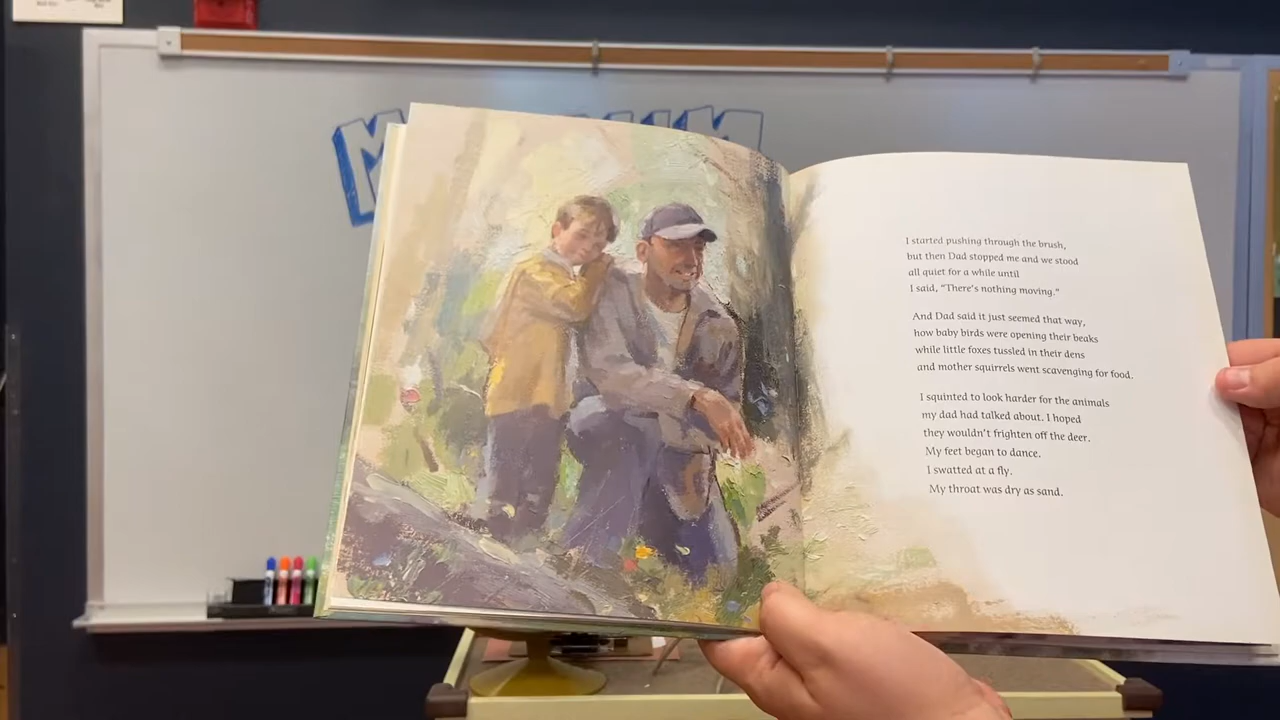 I started pushing through the brush,
but then Dad stopped me and we stood
all quiet for a while until
I said, “There’s nothing moving.”
And Dad said it just seemed that way,
how baby birds were opening their beaks
while little foxes tussled in their dens
and mother squirrels went scavenging for food.
I squinted to look harder for the animals
my dad had talked about. I hoped
they wouldn’t frighten off the deer.
My feet began to dance.
I swatted at a fly.
My throat was dry as sand.